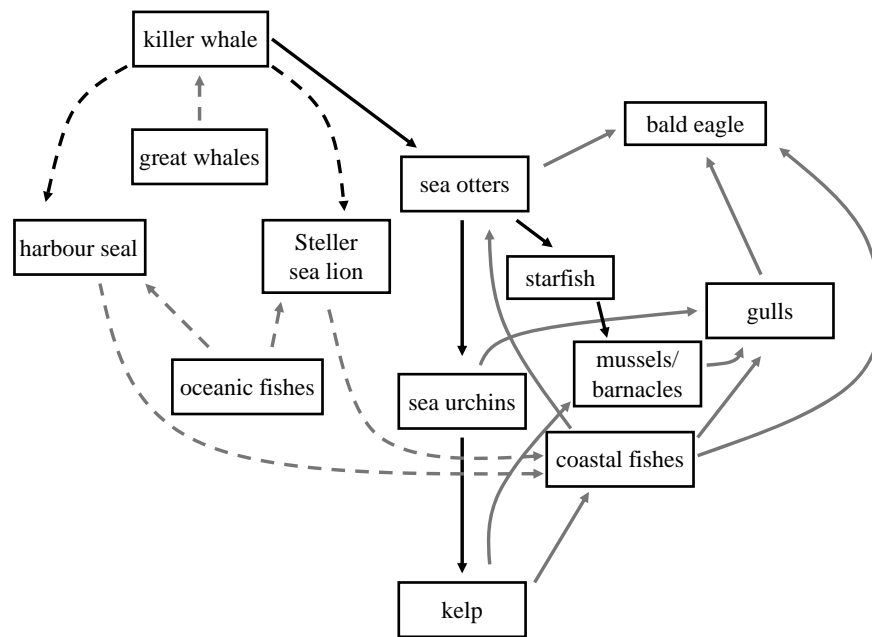 killer whale
bald eagle
great whales
sea otters
harbour seal
Steller
sea lion
starfish
gulls
oceanic fishes
mussels/
barnacles
sea urchins
coastal fishes
kelp